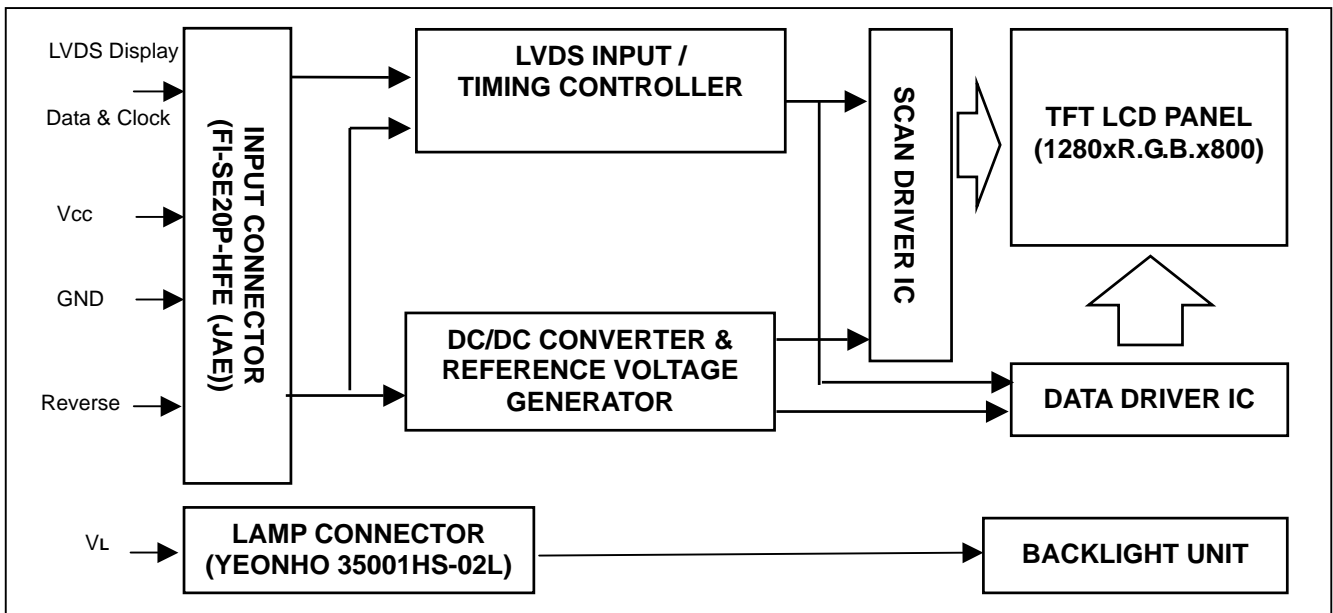 LVDS Display
Data & Clock
Vcc
GND
Reverse
INPUT CONNECTOR
(FI-SE20P-HFE (JAE))
LVDS INPUT /
TIMING CONTROLLER
DC/DC CONVERTER &
REFERENCE VOLTAGE
GENERATOR
SCAN DRIVER IC
TFT LCD PANEL
(1280xR.G.B.x800)
DATA DRIVER IC
VL
LAMP CONNECTOR
(YEONHO 35001HS-02L)
BACKLIGHT UNIT